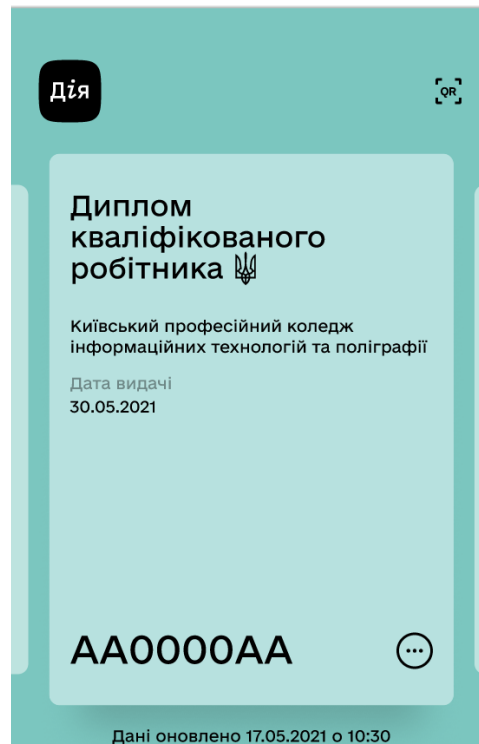 Дія
QR
Диплом
кваліфікованого
робітника
Київський професійний коледж
інформаційних технологій та поліграфії
Дата видачі
30.05.2021
АА0000АА
Дані оновлено 17.05.2021 о 10:30